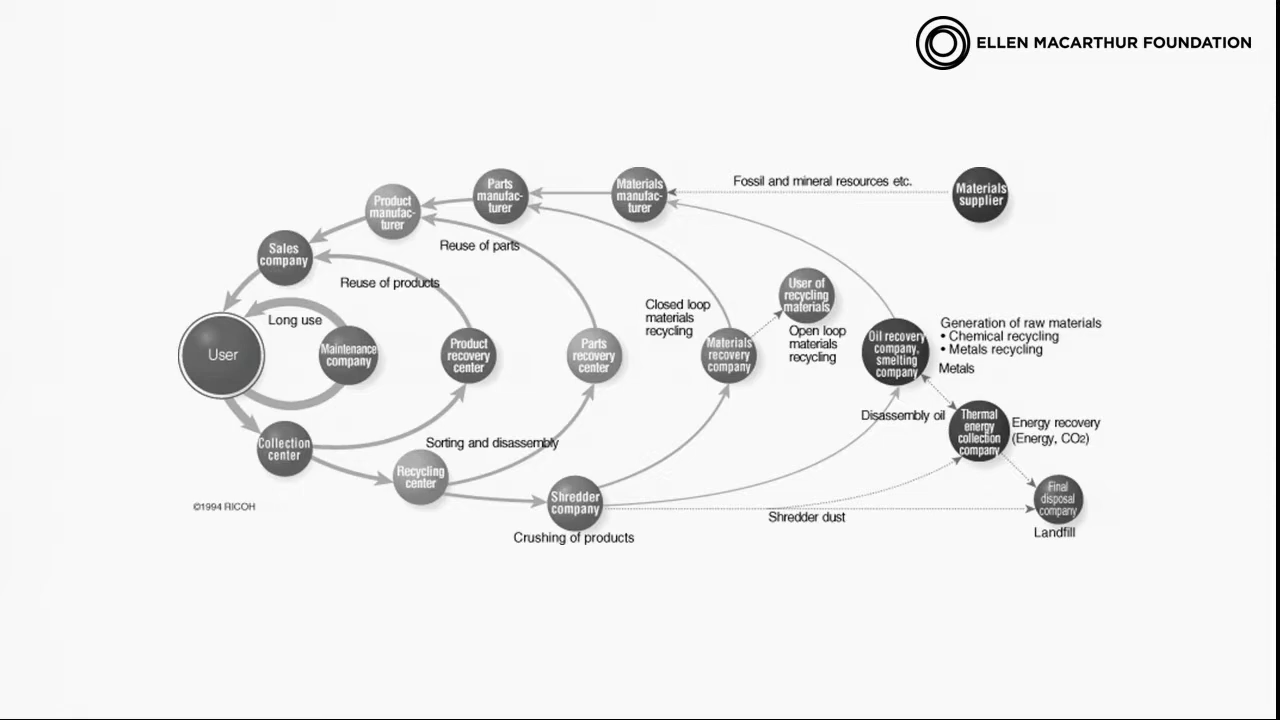 ELLEN MACARTHUR FOUNDATION
Materials
supplier
Fossil and mineral resources etc.
Materials
manufac-
turer
Parts
manufac-
turer
Product
manufac-
turer
Sales
company
Reuse of parts
Reuse of products
Long use
User
Maintenance
company
Product
recovery
center
Parts
recovery
center
Closed loop
materials
recycling
Materials
recovery
company
User of
recycling
materials
Open loop
materials
recycling
Oil recovery
company,
smelting
company
Generation of raw materials
• Chemical recycling
• Metals recycling
Metals
Disassembly oil
Thermal
energy
collection
company
Energy recovery
(Energy, CO2)
Collection
center
Sorting and disassembly
Recycling
center
Shredder
company
Crushing of products
Shredder dust
Final
disposal
company
Landfill
©1994 RICOH